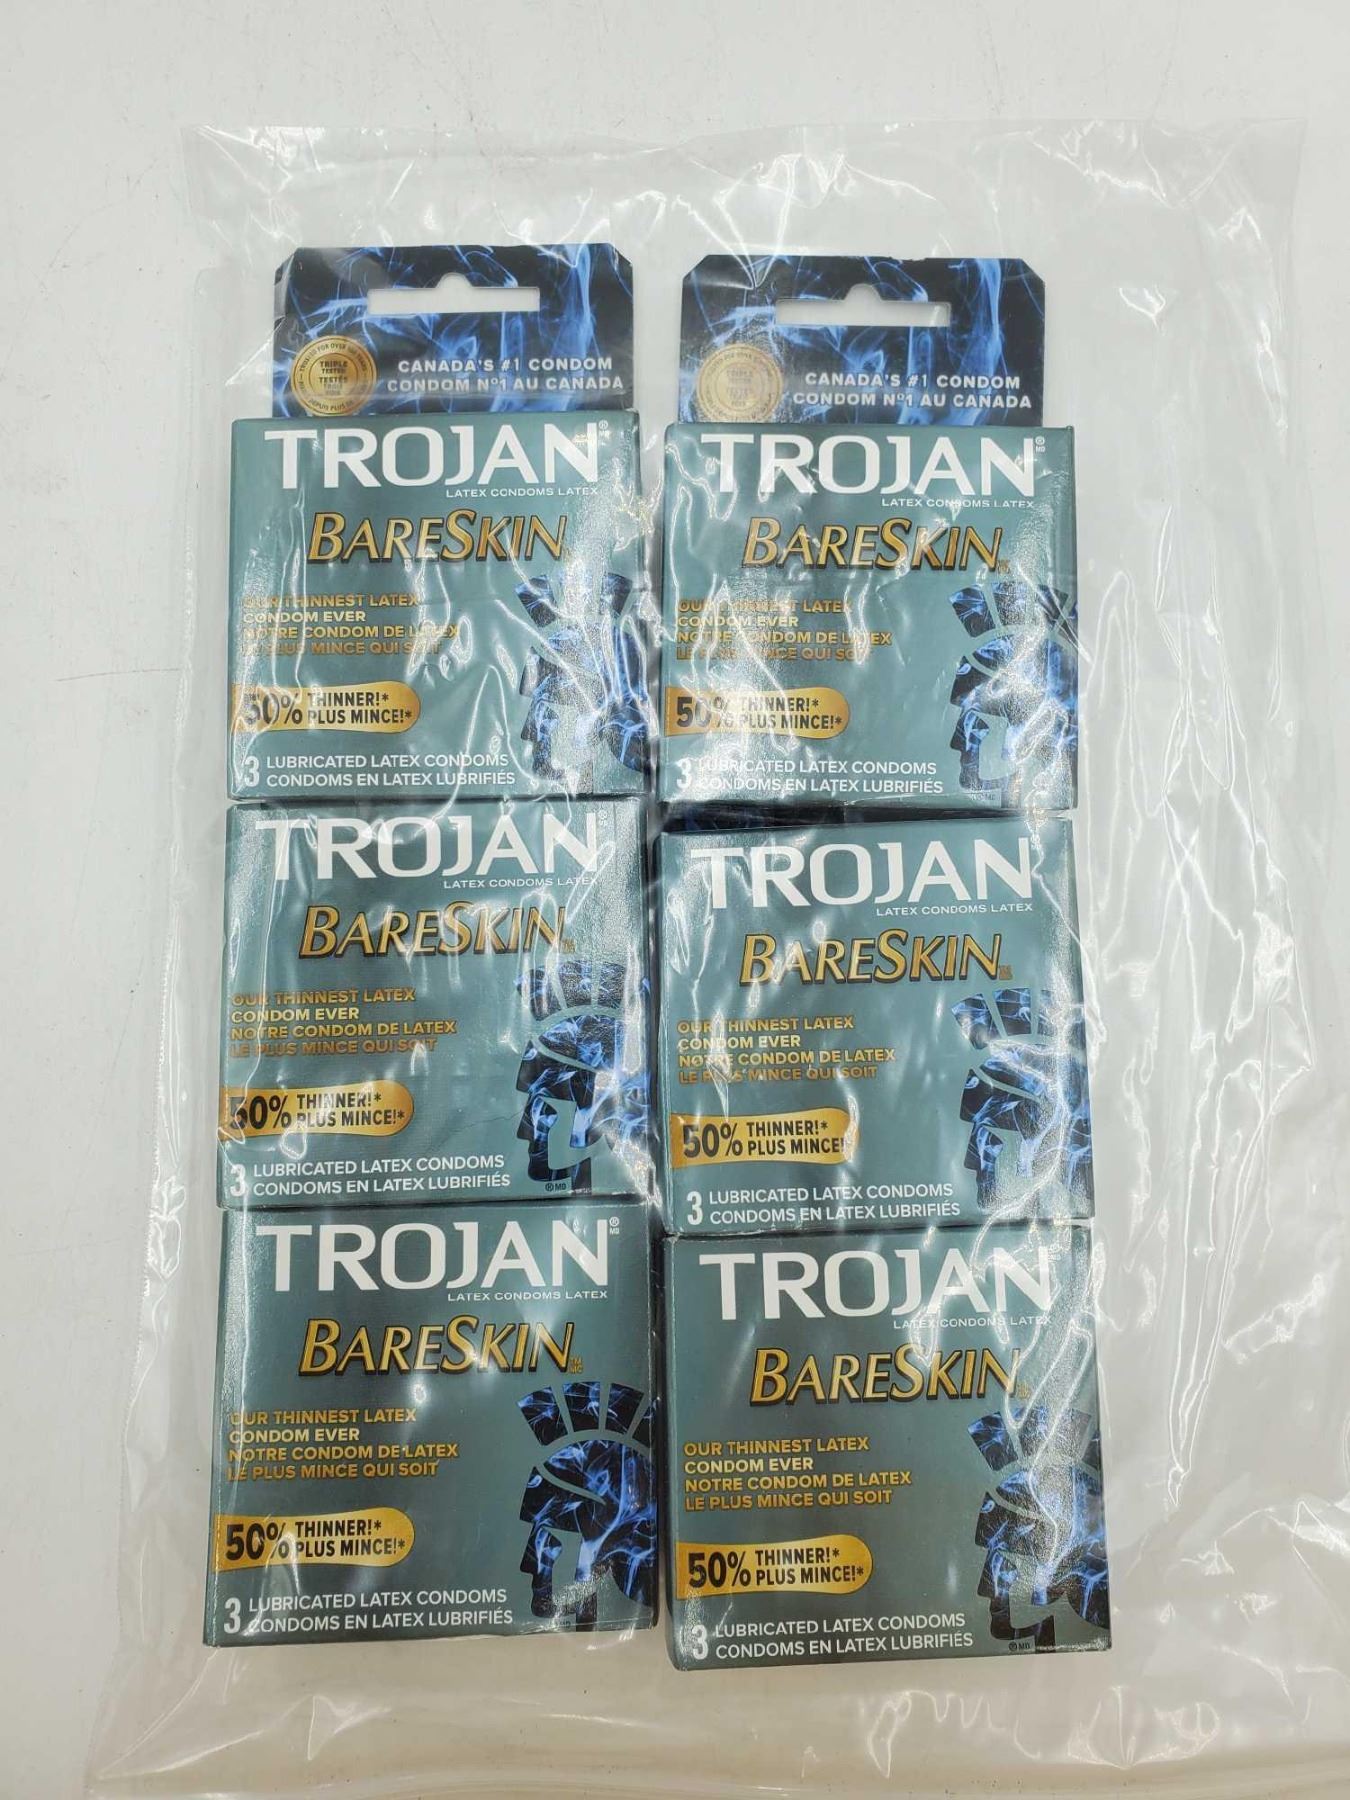 CANADA'S #1 CONDOM
CONDOM Nº1 AU CANADA
TRIPLE
TESTED
TROJAN
LATEX CONDOMS LATEX
BARESKIN
OUR THINNEST LATEX
CONDOM EVER
NOTRE CONDOM DE LATEX
LE PLUS MINCE QUI SOIT
50% THINNER!*
PLUS MINCE!*
3 LUBRICATED LATEX CONDOMS
CONDOMS EN LATEX LUBRIFIÉS
CANADA'S #1 CONDOM
CONDOM Nº1 AU CANADA
TROJAN
LATEX CONDOMS LATEX
BARESKIN
OUR THINNEST LATEX
CONDOM EVER
NOTRE CONDOM DE LATEX
LE PLUS MINCE QUI SOIT
50% THINNER!*
PLUS MINCE!*
3 LUBRICATED LATEX CONDOMS
CONDOMS EN LATEX LUBRIFIÉS
TROJAN
LATEX CONDOMS LATEX
BARESKIN
OUR THINNEST LATEX
CONDOM EVER
NOTRE CONDOM DE LATEX
LE PLUS MINCE QUI SOIT
50% THINNER!*
PLUS MINCE!*
3 LUBRICATED LATEX CONDOMS
CONDOMS EN LATEX LUBRIFIÉS
TROJAN
LATEX CONDOMS LATEX
BARESKIN
OUR THINNEST LATEX
CONDOM EVER
NOTRE CONDOM DE LATEX
LE PLUS MINCE QUI SOIT
50% THINNER!*
PLUS MINCE!
3 LUBRICATED LATEX CONDOMS
CONDOMS EN LATEX LUBRIFIÉS
TROJAN
LATEX CONDOMS LATEX
BARESKIN
OUR THINNEST LATEX
CONDOM EVER
NOTRE CONDOM DE LATEX
LE PLUS MINCE QUI SOIT
50% THINNER!*
PLUS MINCE!*
3 LUBRICATED LATEX CONDOMS
CONDOMS EN LATEX LUBRIFIÉS
TROJAN
LATEX CONDOMS LATEX
BARESKIN
OUR THINNEST LATEX
CONDOM EVER
NOTRE CONDOM DE LATEX
LE PLUS MINCE QUI SOIT
50% THINNER!*
PLUS MINCE!*
3 LUBRICATED LATEX CONDOMS
CONDOMS EN LATEX LUBRIFIÉS